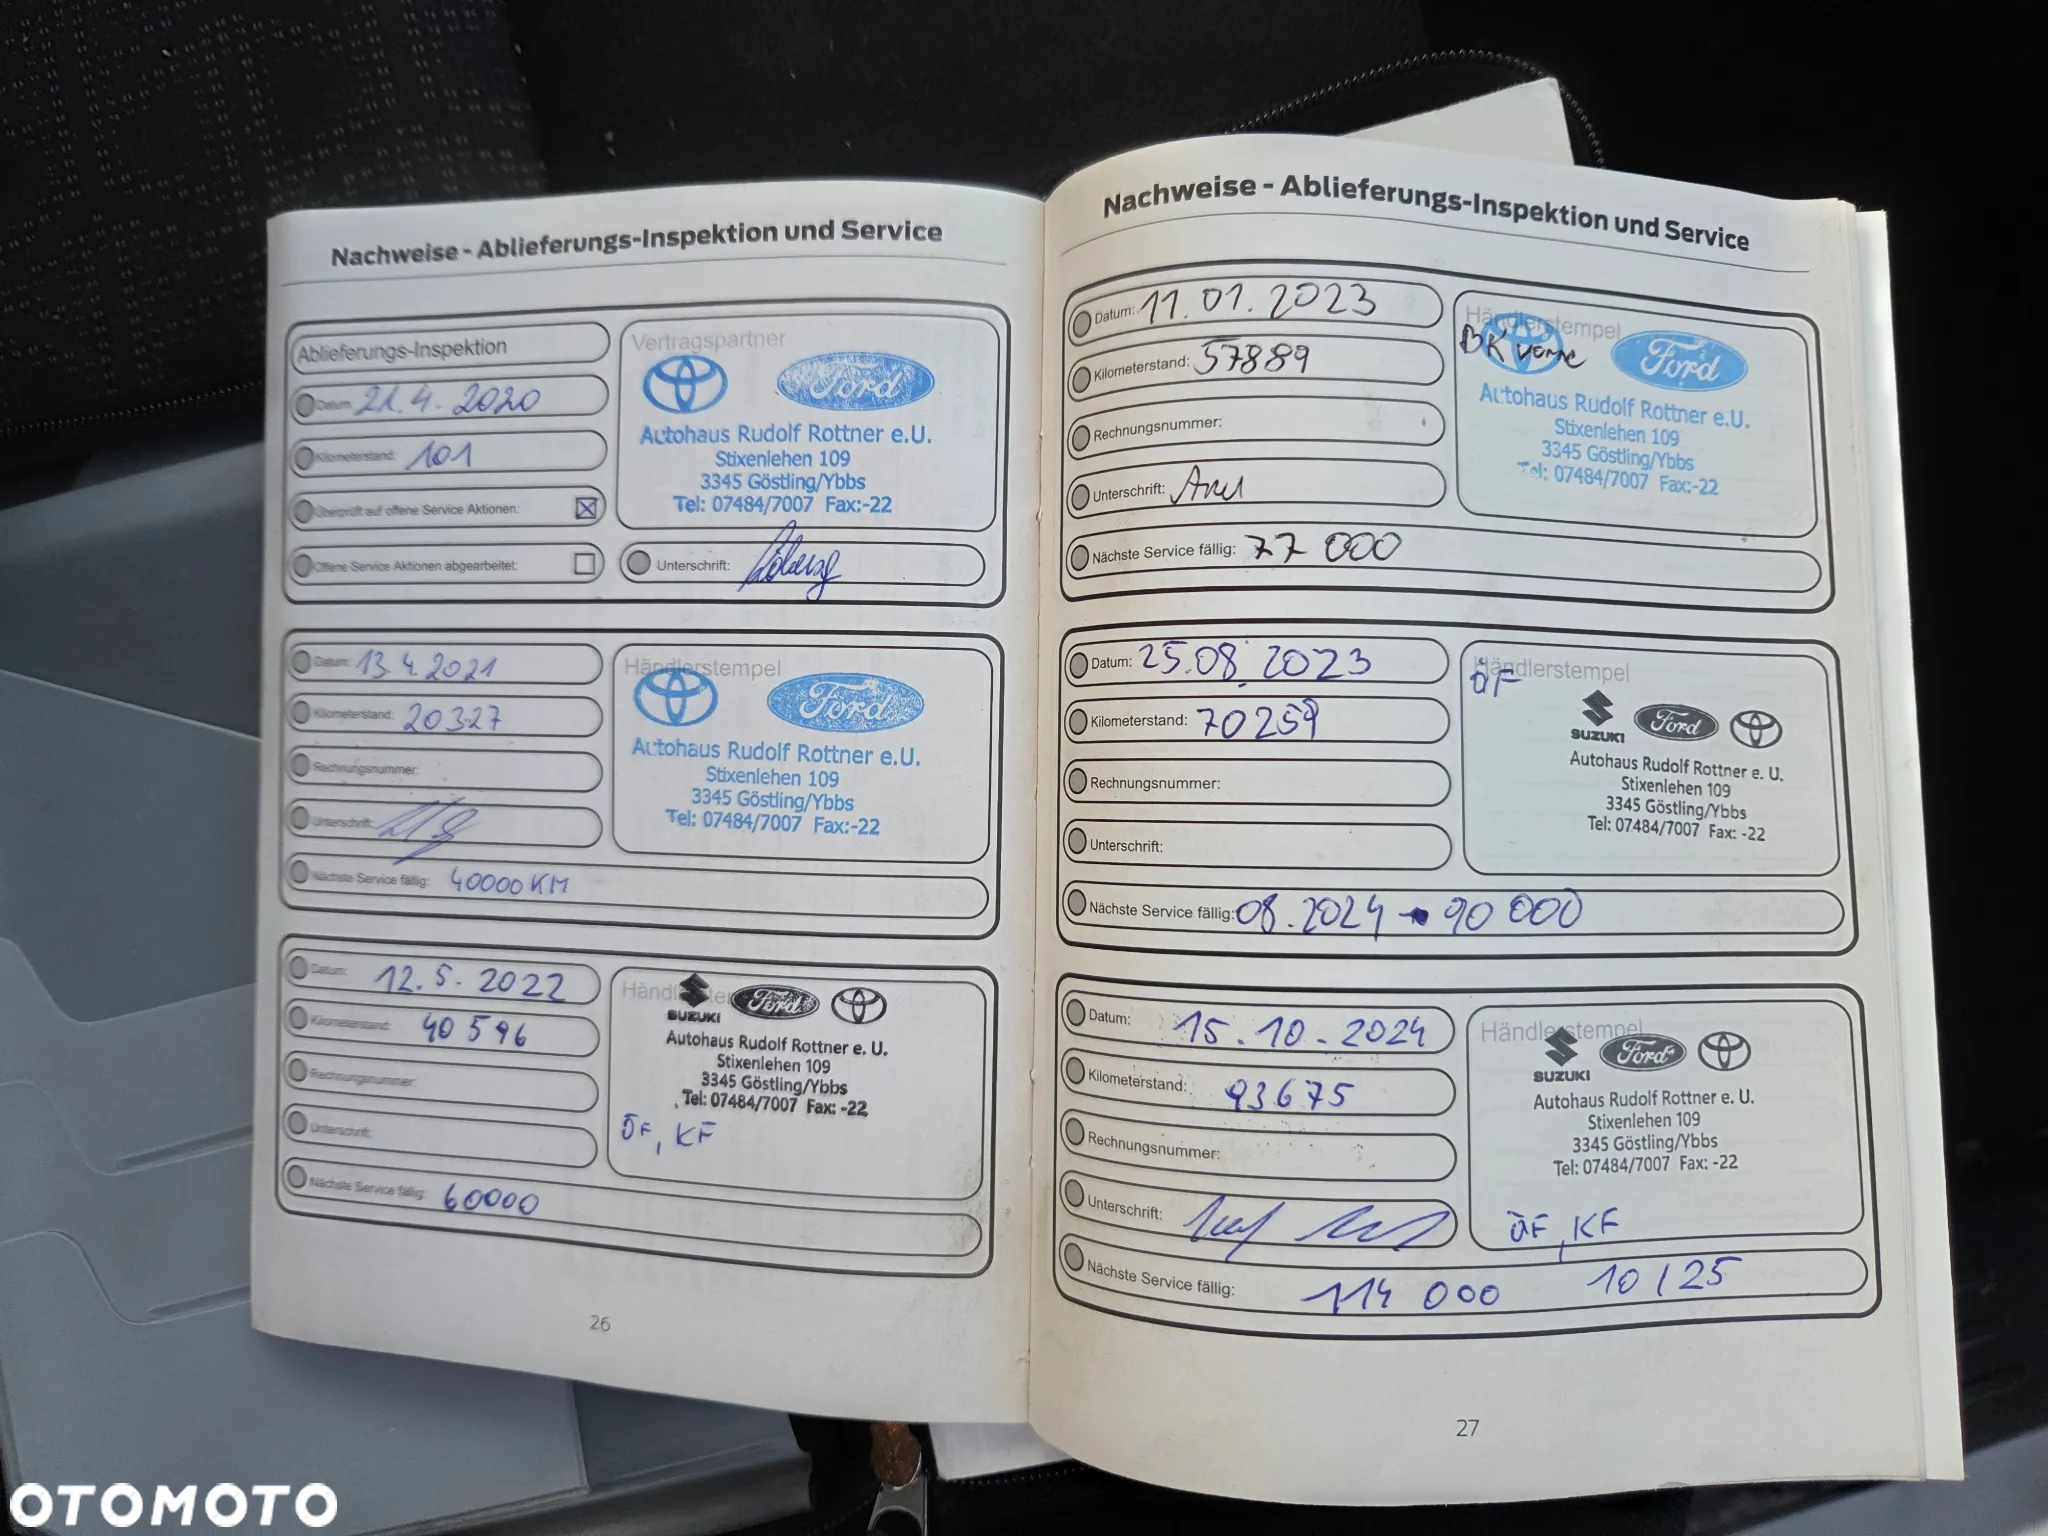 Nachweise - Ablieferungs-Inspektion und Service
Ablieferungs-Inspektion
Datum: 21.4.2020
Kilometerstand: 101
Überprüft auf offene Service Aktionen:
Offene Service Aktionen abgearbeitet:
Vertragspartner
Ford
Autohaus Rudolf Rottner e.U.
Stixenlehen 109
3345 Göstling/Ybbs
Tel: 07484/7007 Fax:-22
Unterschrift:
Datum: 13.4.2021
Kilometerstand: 20327
Rechnungsnummer:
Unterschrift:
Nächste Service fällig: 40000 KM
Händlerstempel
Ford
Autohaus Rudolf Rottner e.U.
Stixenlehen 109
3345 Göstling/Ybbs
Tel: 07484/7007 Fax:-22
Datum: 12.5.2022
Kilometerstand: 40596
Rechnungsnummer:
Unterschrift:
Nächste Service fällig: 60000
SUZUKI Ford
Autohaus Rudolf Rottner e. U.
Stixenlehen 109
3345 Göstling/Ybbs
Tel: 07484/7007 Fax: -22
ÖF, KF
26
Nachweise - Ablieferungs-Inspektion und Service
Datum: 11.01.2023
Kilometerstand: 57889
Rechnungsnummer:
Unterschrift:
Nächste Service fällig: 77 000
Händlerstempel
BK vorne
Ford
Autohaus Rudolf Rottner e.U.
Stixenlehen 109
3345 Göstling/Ybbs
Tel: 07484/7007 Fax:-22
Datum: 25.08.2023
Kilometerstand: 70259
Rechnungsnummer:
Unterschrift:
Nächste Service fällig: 08.2024 90 000
Händlerstempel
ÖF
SUZUKI Ford
Autohaus Rudolf Rottner e. U.
Stixenlehen 109
3345 Göstling/Ybbs
Tel: 07484/7007 Fax: -22
Datum: 15.10.2024
Kilometerstand: 93675
Rechnungsnummer:
Unterschrift:
Nächste Service fällig: 114 000 10/25
Händlerstempel
SUZUKI Ford
Autohaus Rudolf Rottner e. U.
Stixenlehen 109
3345 Göstling/Ybbs
Tel: 07484/7007 Fax: -22
ÖF, KF
27
OTOMOTO